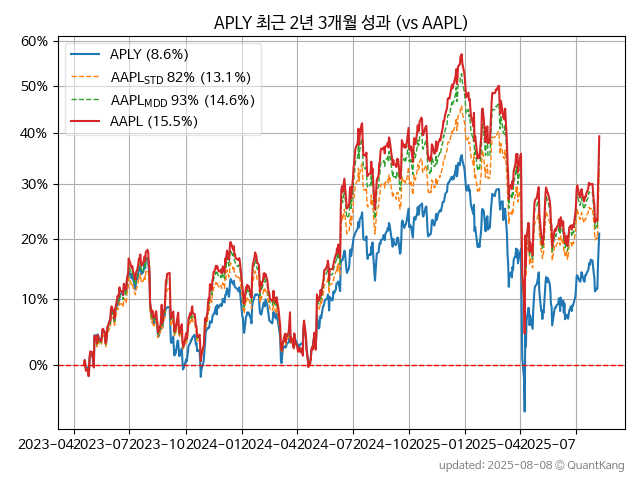 APLY 최근 2년 3개월 성과 (vs AAPL)
60%
50%
40%
30%
20%
10%
0%
APLY (8.6%)
AAPL_STD 82% (13.1%)
AAPL_MDD 93% (14.6%)
AAPL (15.5%)
2023-04 2023-07 2023-10 2024-01 2024-04 2024-07 2024-10 2025-01 2025-04 2025-07
updated: 2025-08-08 © QuantKang